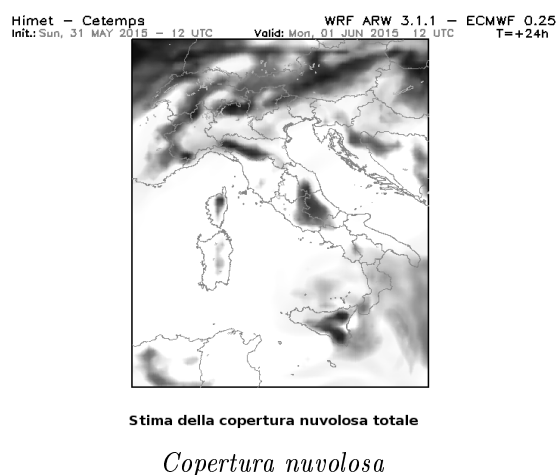 Himet – Cetemps WRF ARW 3.1.1 – ECMWF 0.25
Init.: Sun, 31 MAY 2015 – 12 UTC Valid: Mon, 01 JUN 2015 12 UTC T=+24h
Stima della copertura nuvolosa totale
Copertura nuvolosa